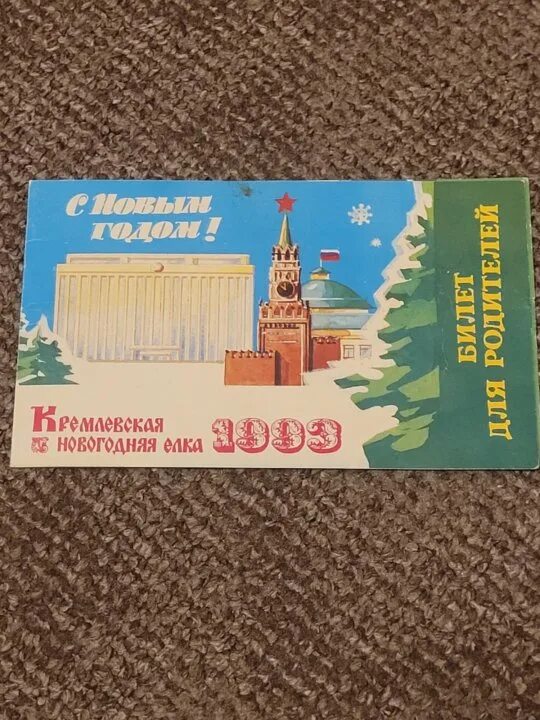 С Новым
годом!
Кремлевская
новогодняя елка 1993
БИЛЕТ
ДЛЯ РОДИТЕЛЕЙ